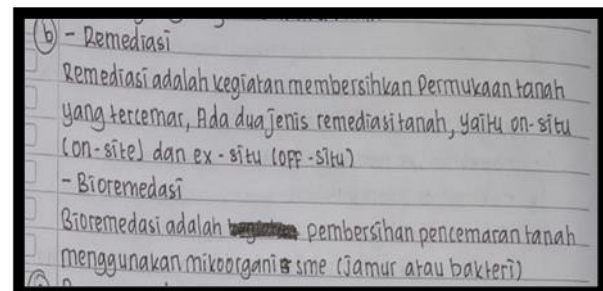 (b) - Remediasi
Remediasi adalah kegiatan membersihkan Permukaan tanah
yang tercemar, Ada dua jenis remediasi tanah, yaitu on-situ
(on-site) dan ex-situ (OFF-situ)
- Bioremedasi
Bioremedasi adalah pembersihan pencemaran tanah
menggunakan mikoorganisme (jamur atau bakteri)